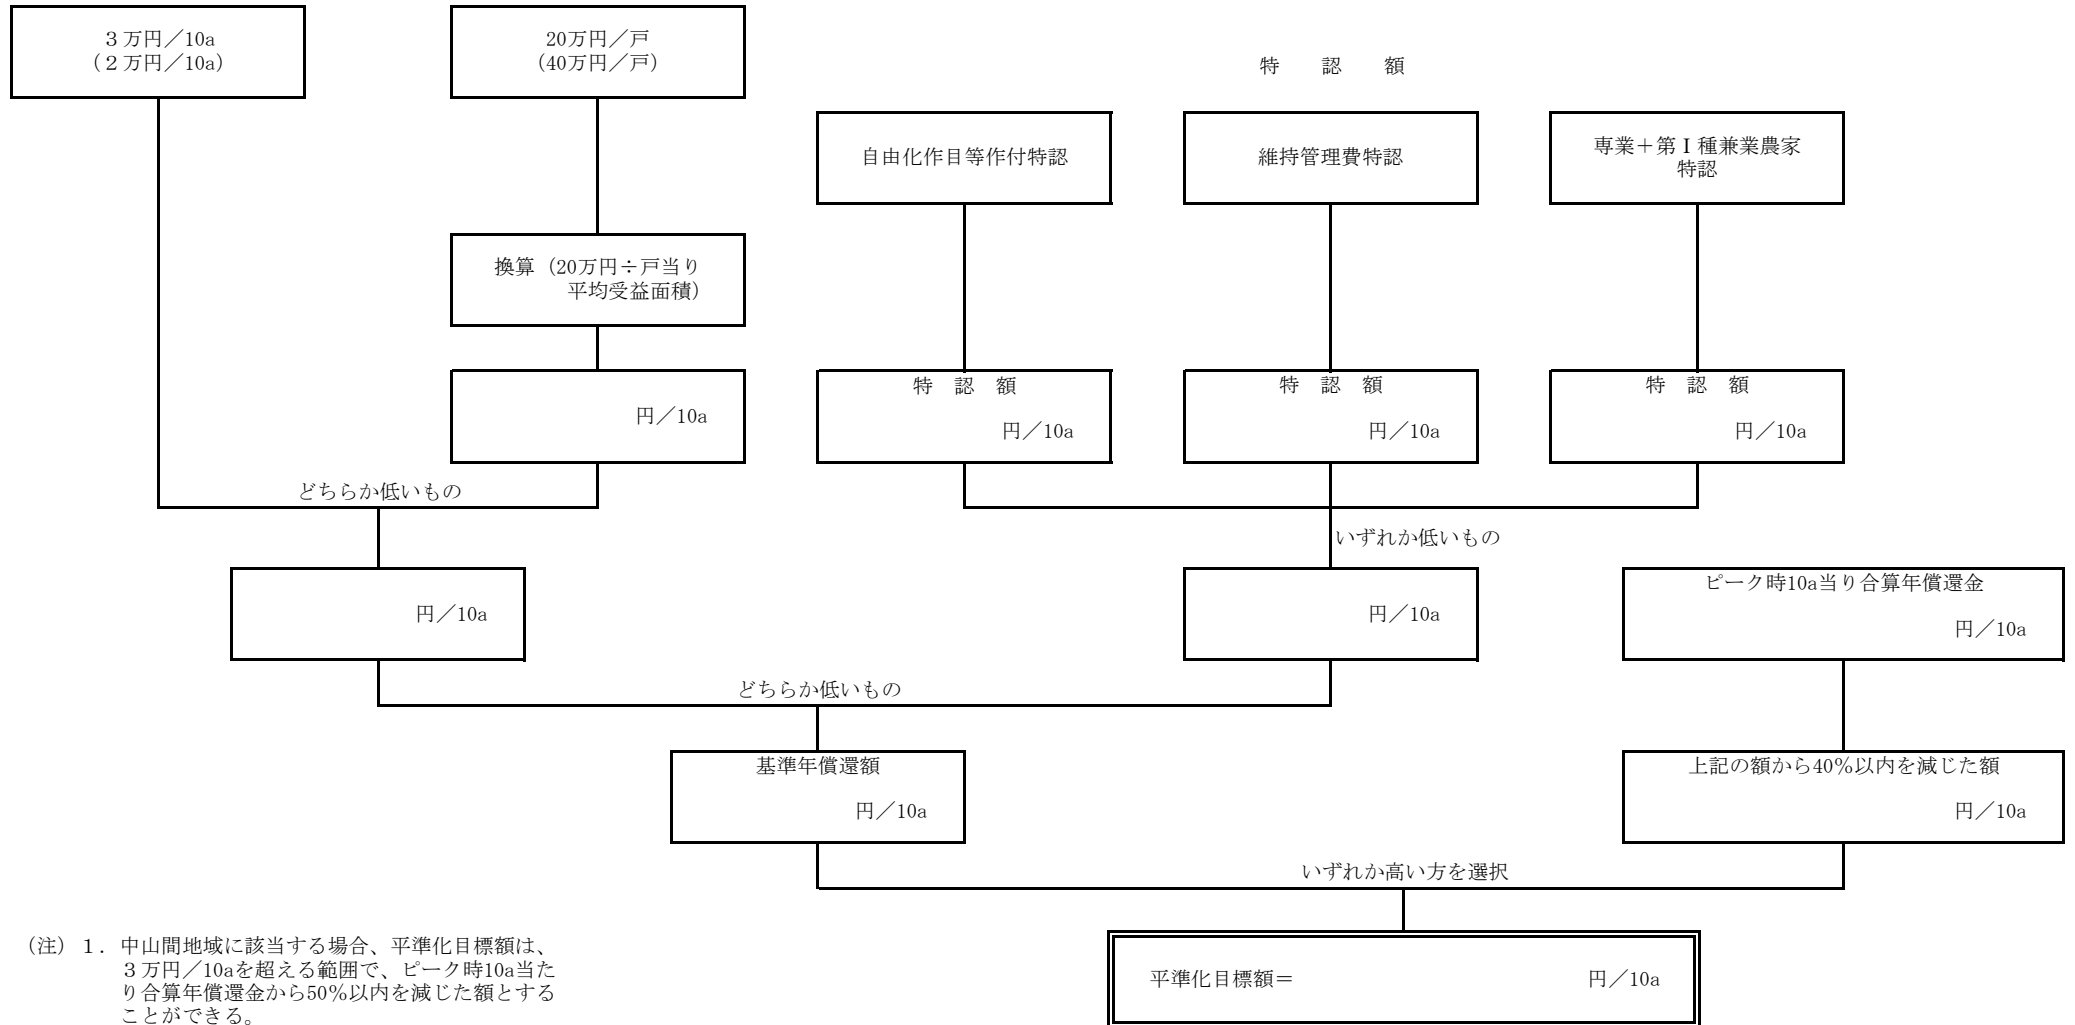 ３万円／10a
（２万円／10a）
20万円／戸
（40万円／戸）
特　認　額
自由化作目等作付特認
維持管理費特認
専業＋第Ⅰ種兼業農家
特認
換算（20万円÷戸当り
平均受益面積）
円／10a
特　認　額
円／10a
特　認　額
円／10a
特　認　額
円／10a
どちらか低いもの
いずれか低いもの
円／10a
円／10a
ピーク時10a当り合算年償還金
円／10a
どちらか低いもの
基準年償還額
円／10a
上記の額から40％以内を減じた額
円／10a
いずれか高い方を選択
（注）１．中山間地域に該当する場合、平準化目標額は、
３万円／10aを超える範囲で、ピーク時10a当た
り合算年償還金から50％以内を減じた額とする
ことができる。
平準化目標額＝　円／10a